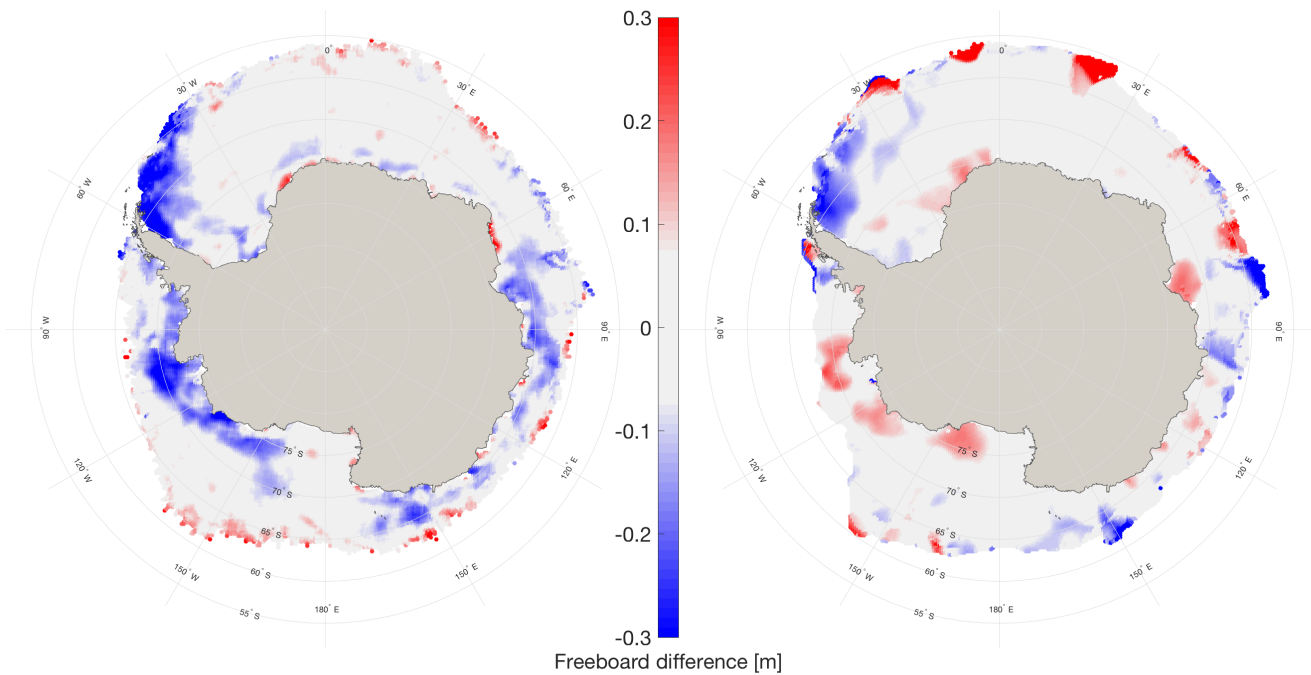 0°
30° W
30° E
60° W
60° E
90° W
90° E
120° W
120° E
150° W
150° E
180° E
75° S
70° S
65° S
60° S
55° S
0.3
0.2
0.1
0
-0.1
-0.2
-0.3
Freeboard difference [m]
0°
30° W
30° E
60° W
60° E
90° W
90° E
120° W
120° E
150° W
150° E
180° E
75° S
70° S
65° S
60° S
55° S